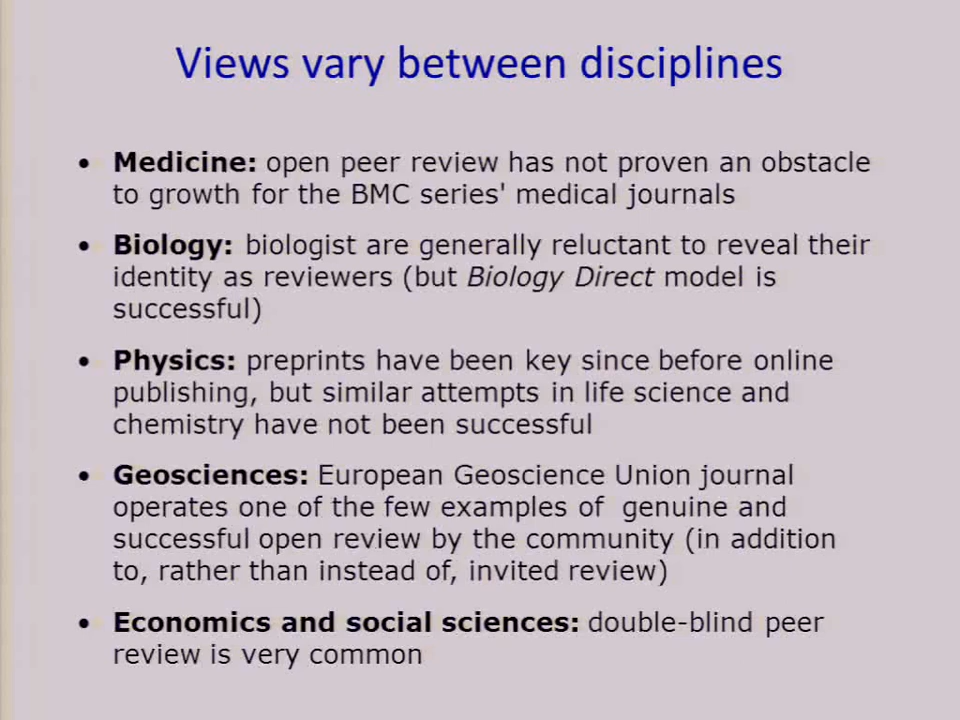 Views vary between disciplines
• Medicine: open peer review has not proven an obstacle
to growth for the BMC series' medical journals
• Biology: biologist are generally reluctant to reveal their
identity as reviewers (but Biology Direct model is
successful)
• Physics: preprints have been key since before online
publishing, but similar attempts in life science and
chemistry have not been successful
• Geosciences: European Geoscience Union journal
operates one of the few examples of  genuine and
successful open review by the community (in addition
to, rather than instead of, invited review)
• Economics and social sciences: double-blind peer
review is very common